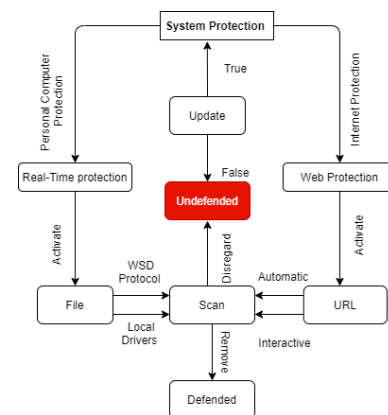 System Protection
Personal Computer
Protection
True
Internet Protection
Update
Real-Time protection
False
Web Protection
Undefended
Activate
Disregard
Activate
WSD
Protocol
Automatic
File
Scan
URL
Local
Drivers
Interactive
Remove
Defended